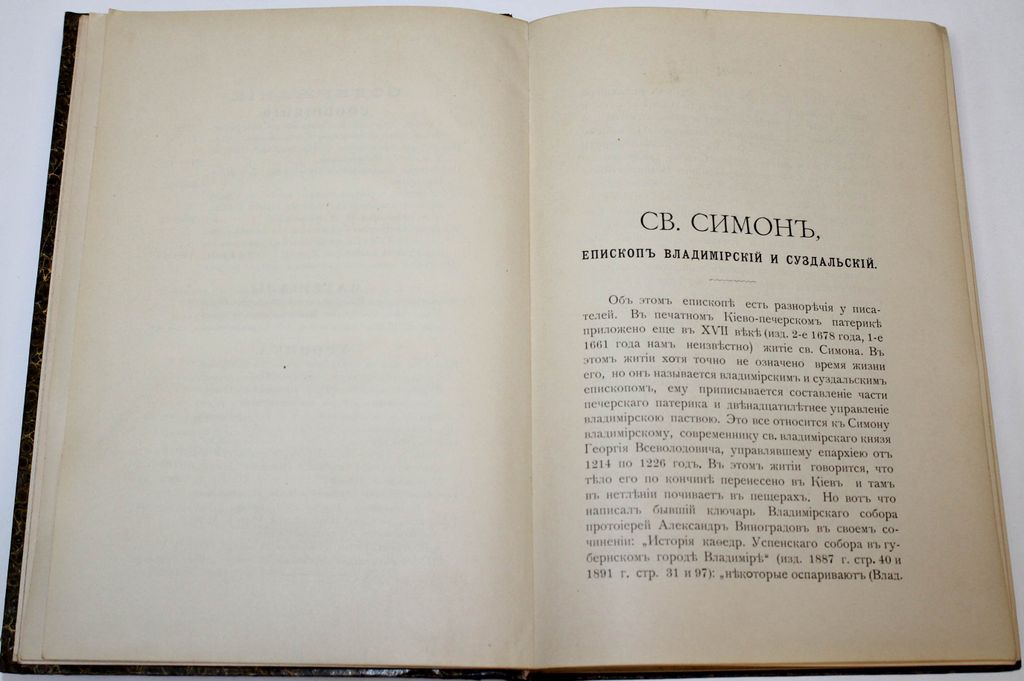 СВ. СИМОНЪ,
ЕПИСКОПЪ ВЛАДИМІРСКІЙ И СУЗДАЛЬСКІЙ.
Объ этомъ епископѣ есть разнорѣчія у писа-
телей. Въ печатномъ Кіево-печерскомъ патерикѣ
приложено еще въ XVII вѣкѣ (изд. 2-е 1678 года, 1-е
1661 года намъ неизвѣстно) житіе св. Симона. Въ
этомъ житіи хотя точно не означено время жизни
его, но онъ называется владимірскимъ и суздальскимъ
епископомъ, ему приписывается составленіе части
печерскаго патерика и двѣнадцатилѣтнее управленіе
владимірскою паствою. Это все относится къ Симону
владимірскому, современнику св. владимірскаго князя
Георгія Всеволодовича, управлявшему епархіею отъ
1214 по 1226 годъ. Въ этомъ житіи говорится, что
тѣло его по кончинѣ перенесено въ Кіевъ и тамъ
въ нетлѣніи почиваетъ въ пещерахъ. Но вотъ что
написалъ бывшій ключарь Владимірскаго собора
протоіерей Александръ Виноградовъ въ своемъ со-
чиненіи: „Исторія каѳедр. Успенскаго собора въ гу-
бернскомъ городѣ Владимірѣ“ (изд. 1887 г. стр. 40 и
1891 г. стр. 31 и 97): „нѣкоторые оспариваютъ (Влад.